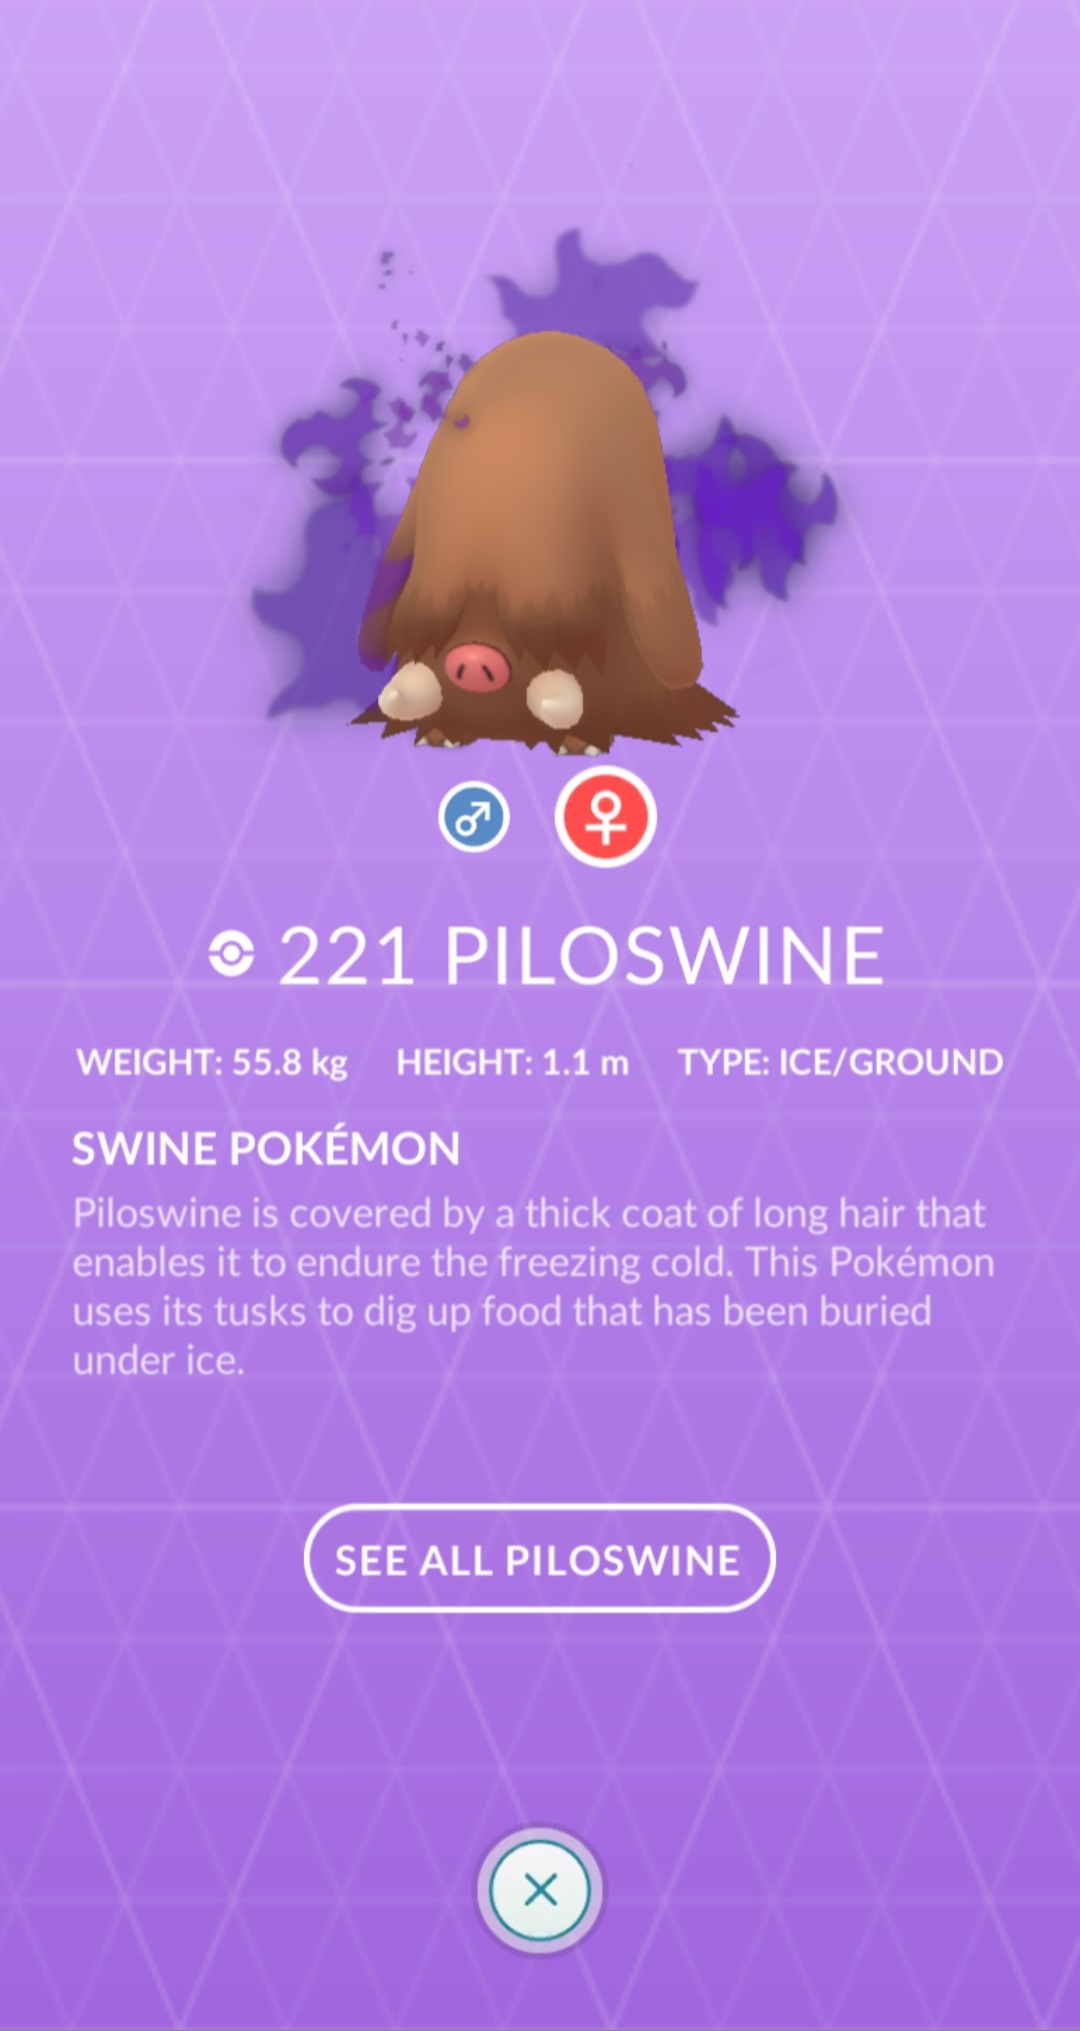 221 PILOSWINE
WEIGHT: 55.8 kg HEIGHT: 1.1 m TYPE: ICE/GROUND
SWINE POKÉMON
Piloswine is covered by a thick coat of long hair that
enables it to endure the freezing cold. This Pokémon
uses its tusks to dig up food that has been buried
under ice.
SEE ALL PILOSWINE